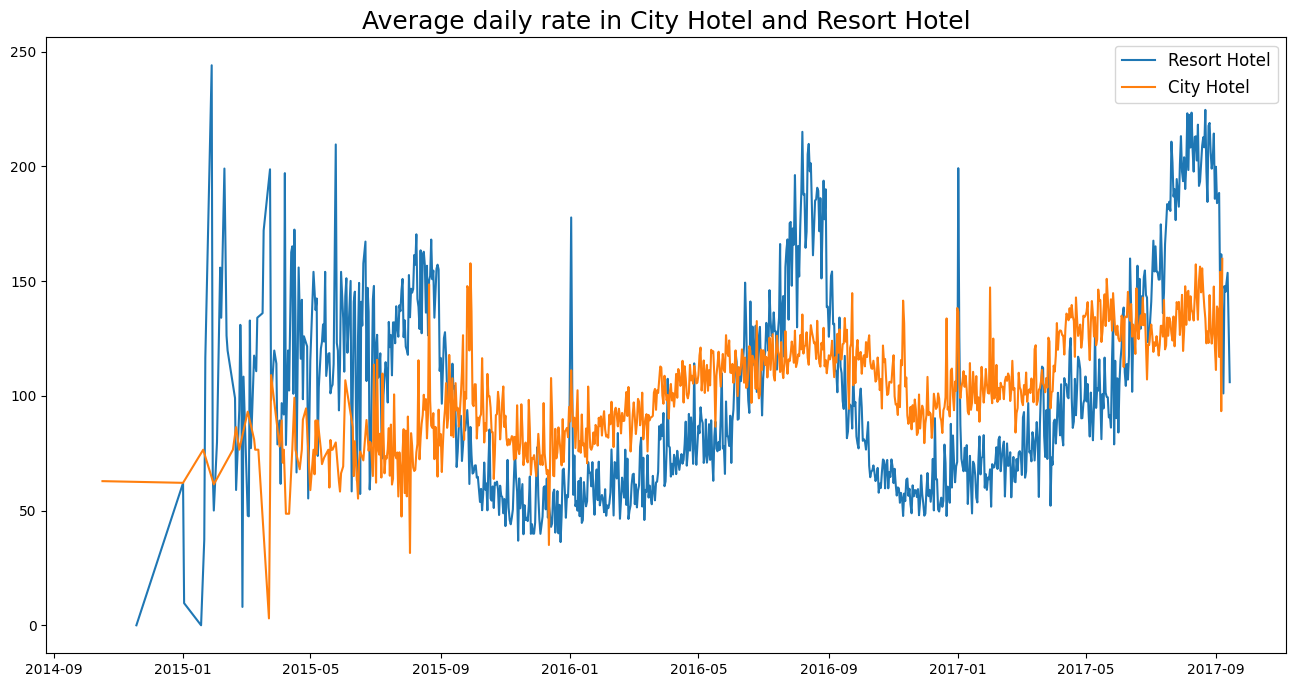 Average daily rate in City Hotel and Resort Hotel
250
200
150
100
50
0
Resort Hotel
City Hotel
2014-09 2015-01 2015-05 2015-09 2016-01 2016-05 2016-09 2017-01 2017-05 2017-09